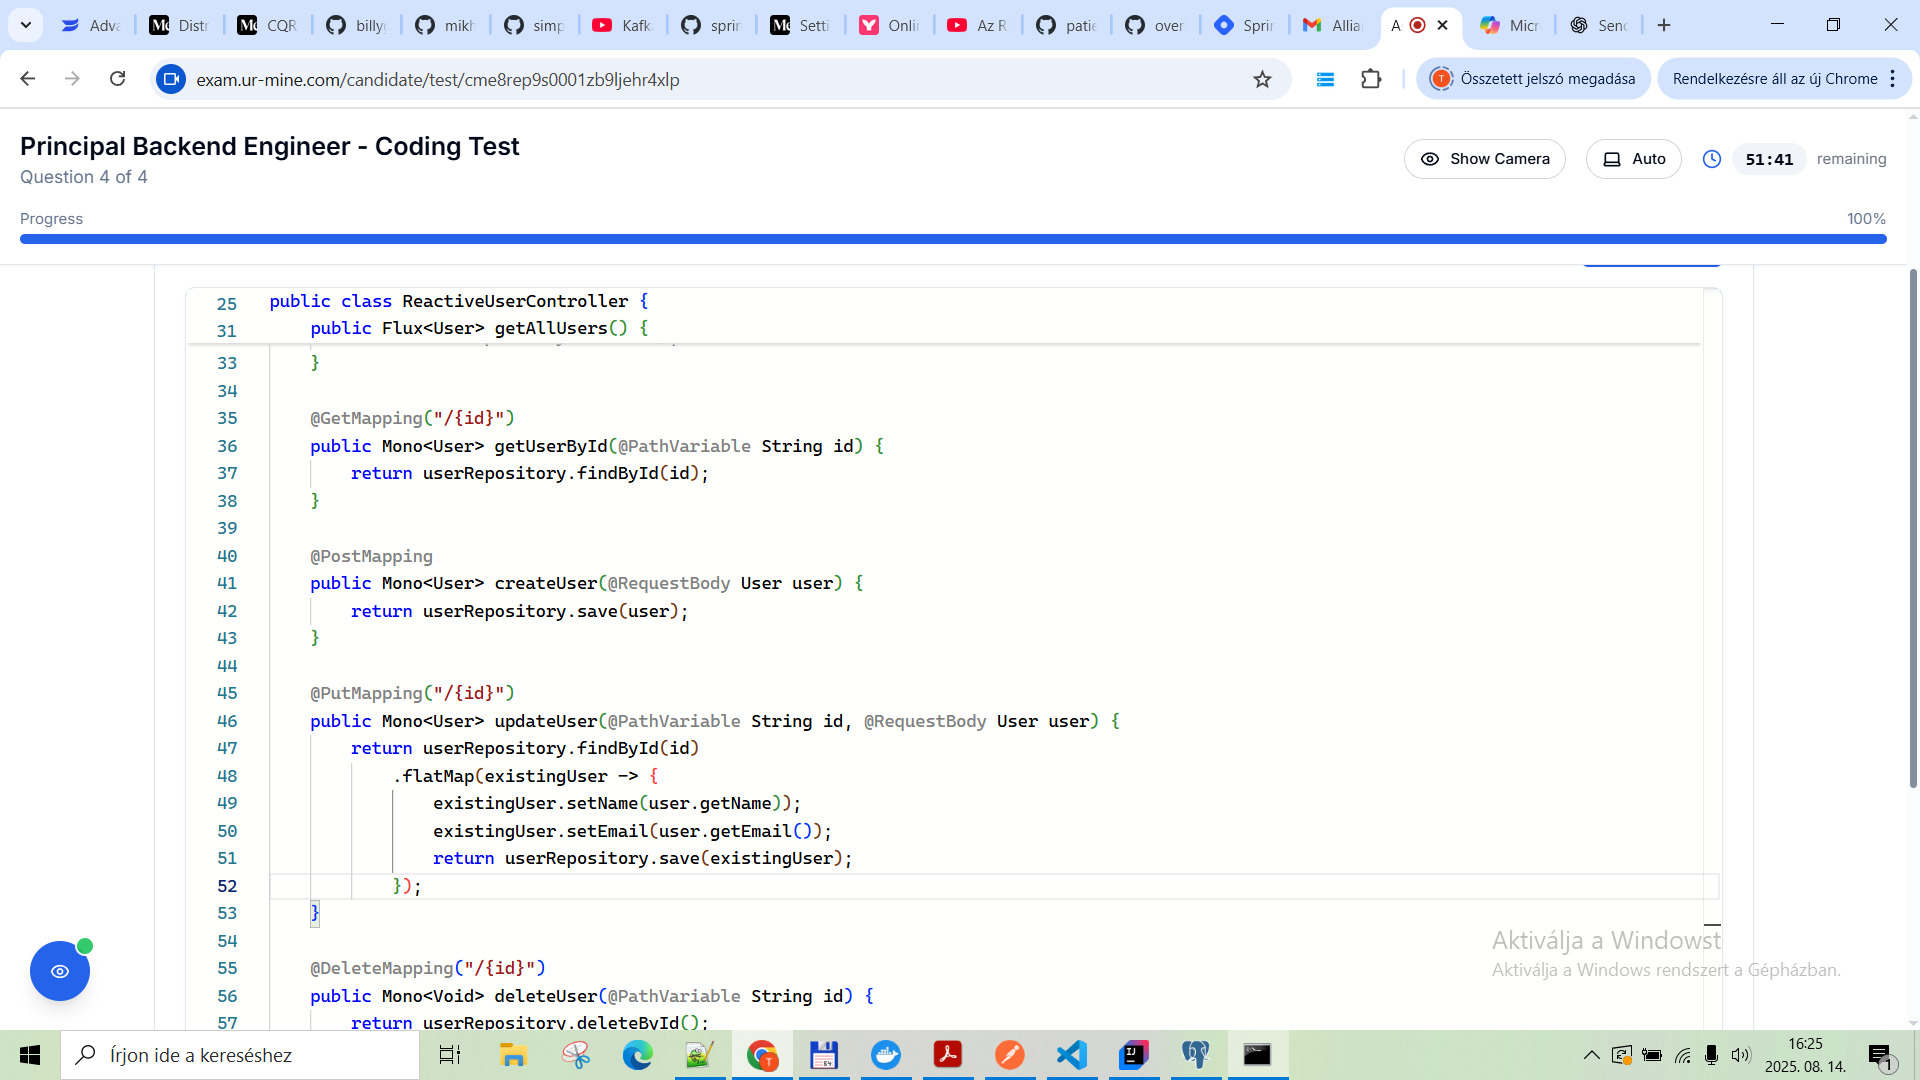 Adva
Distr
CQR
billyc
mikh
simp
Kafk
sprin
Setti
Onlin
Az R
patie
over
Sprin
Allia
A
Micr
Send
exam.ur-mine.com/candidate/test/cme8rep9s0001zb9ljehr4xlp
T Összetett jelszó megadása
Rendelkezésre áll az új Chrome
Principal Backend Engineer - Coding Test
Question 4 of 4
Show Camera
Auto
51:41 remaining
Progress
100%
25 public class ReactiveUserController {
31 public Flux<User> getAllUsers() {
33 }
34
35 @GetMapping("/{id}")
36 public Mono<User> getUserById(@PathVariable String id) {
37 return userRepository.findById(id);
38 }
39
40 @PostMapping
41 public Mono<User> createUser(@RequestBody User user) {
42 return userRepository.save(user);
43 }
44
45 @PutMapping("/{id}")
46 public Mono<User> updateUser(@PathVariable String id, @RequestBody User user) {
47 return userRepository.findById(id)
48 .flatMap(existingUser -> {
49 existingUser.setName(user.getName));
50 existingUser.setEmail(user.getEmail());
51 return userRepository.save(existingUser);
52 });
53 }
54
55 @DeleteMapping("/{id}")
56 public Mono<Void> deleteUser(@PathVariable String id) {
57 return userRepository.deleteById();
Aktiválja a Windowst
Aktiválja a Windows rendszert a Gépházban.
Írjon ide a kereséshez
16:25
2025. 08. 14.
1